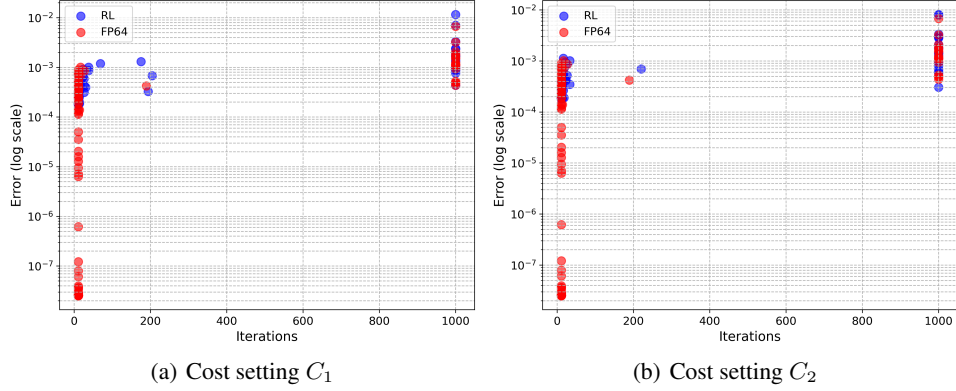 10⁻²
10⁻³
10⁻⁴
10⁻⁵
10⁻⁶
10⁻⁷
Error (log scale)
RL
FP64
0 200 400 600 800 1000
Iterations
(a) Cost setting C₁
10⁻²
10⁻³
10⁻⁴
10⁻⁵
10⁻⁶
10⁻⁷
Error (log scale)
RL
FP64
0 200 400 600 800 1000
Iterations
(b) Cost setting C₂